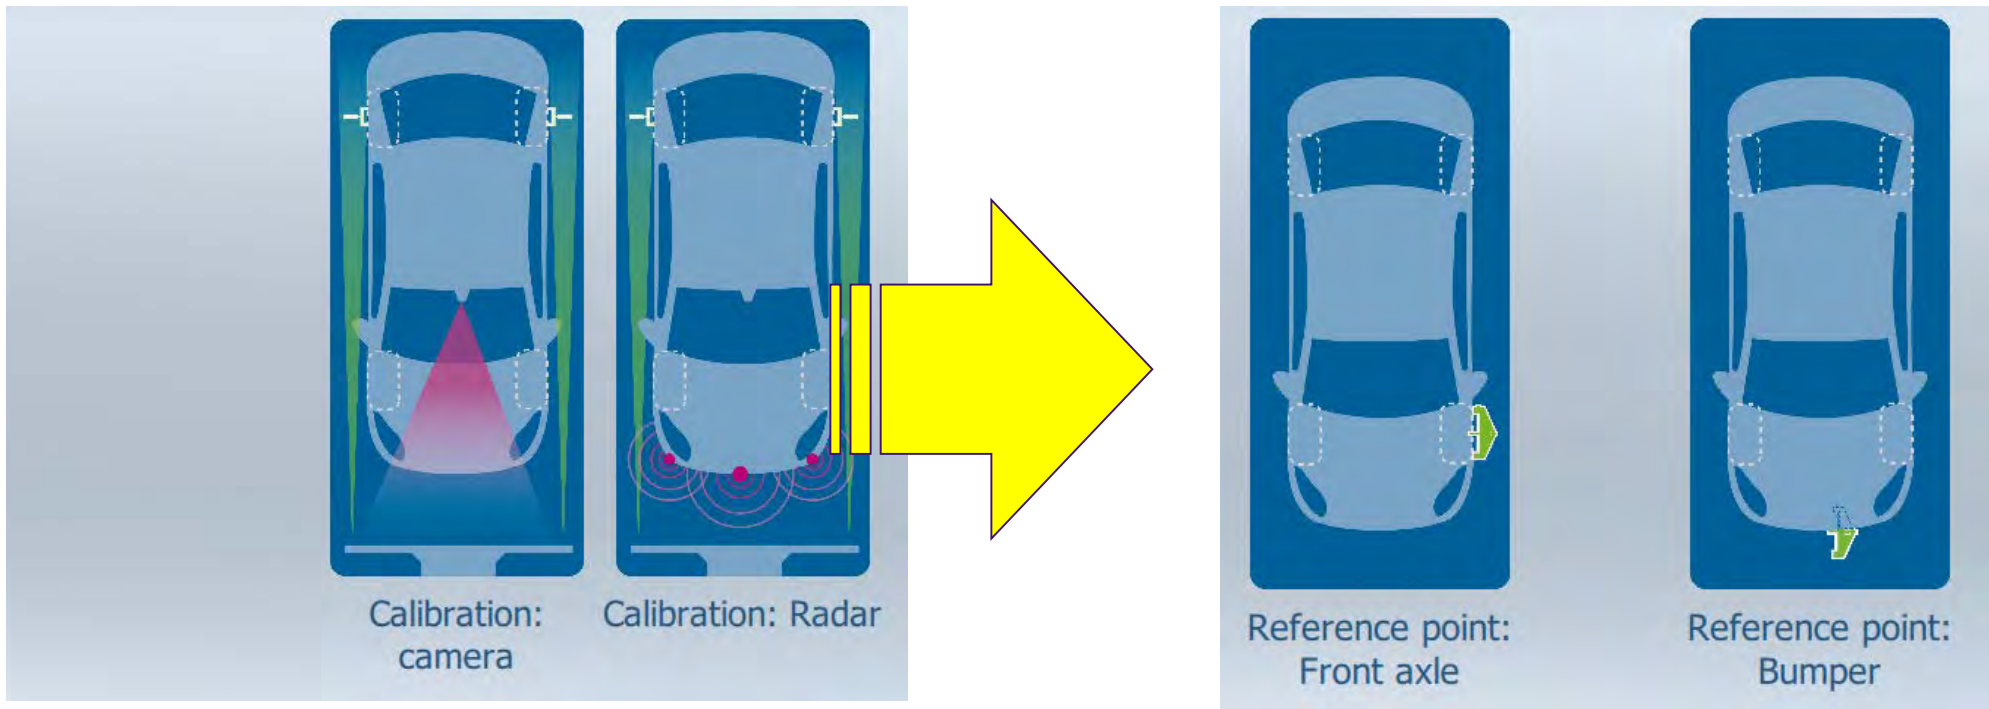 Calibration:
camera
Calibration: Radar
Reference point:
Front axle
Reference point:
Bumper